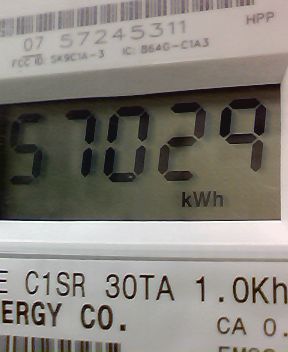 HPP
07 57245311
FCC ID: SK9C1A-3 IC: 864G-C1A3
57029
kWh
E C1SR 30TA 1.0Kh
ERGY CO.
CA 0.